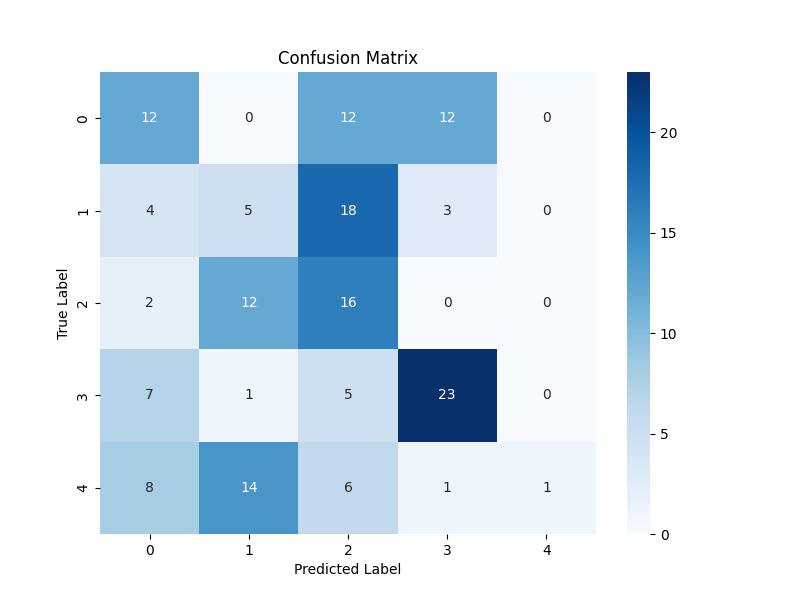 Confusion Matrix
0 12 0 12 12 0
1 4 5 18 3 0
2 2 12 16 0 0
3 7 1 5 23 0
4 8 14 6 1 1
0 1 2 3 4
Predicted Label
True Label
20
15
10
5
0